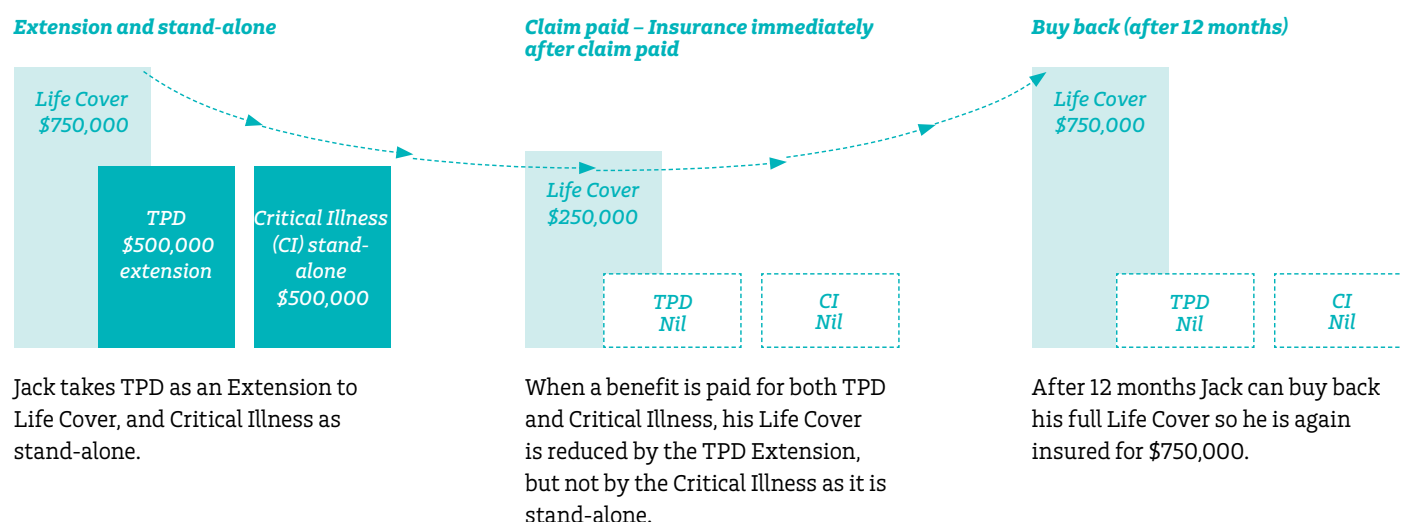 Extension and stand-alone
Life Cover
$750,000
TPD
$500,000
extension
Critical Illness
(CI) stand-
alone
$500,000
Jack takes TPD as an Extension to
Life Cover, and Critical Illness as
stand-alone.
Claim paid – Insurance immediately
after claim paid
Life Cover
$250,000
TPD
Nil
CI
Nil
When a benefit is paid for both TPD
and Critical Illness, his Life Cover
is reduced by the TPD Extension,
but not by the Critical Illness as it is
stand-alone.
Buy back (after 12 months)
Life Cover
$750,000
TPD
Nil
CI
Nil
After 12 months Jack can buy back
his full Life Cover so he is again
insured for $750,000.